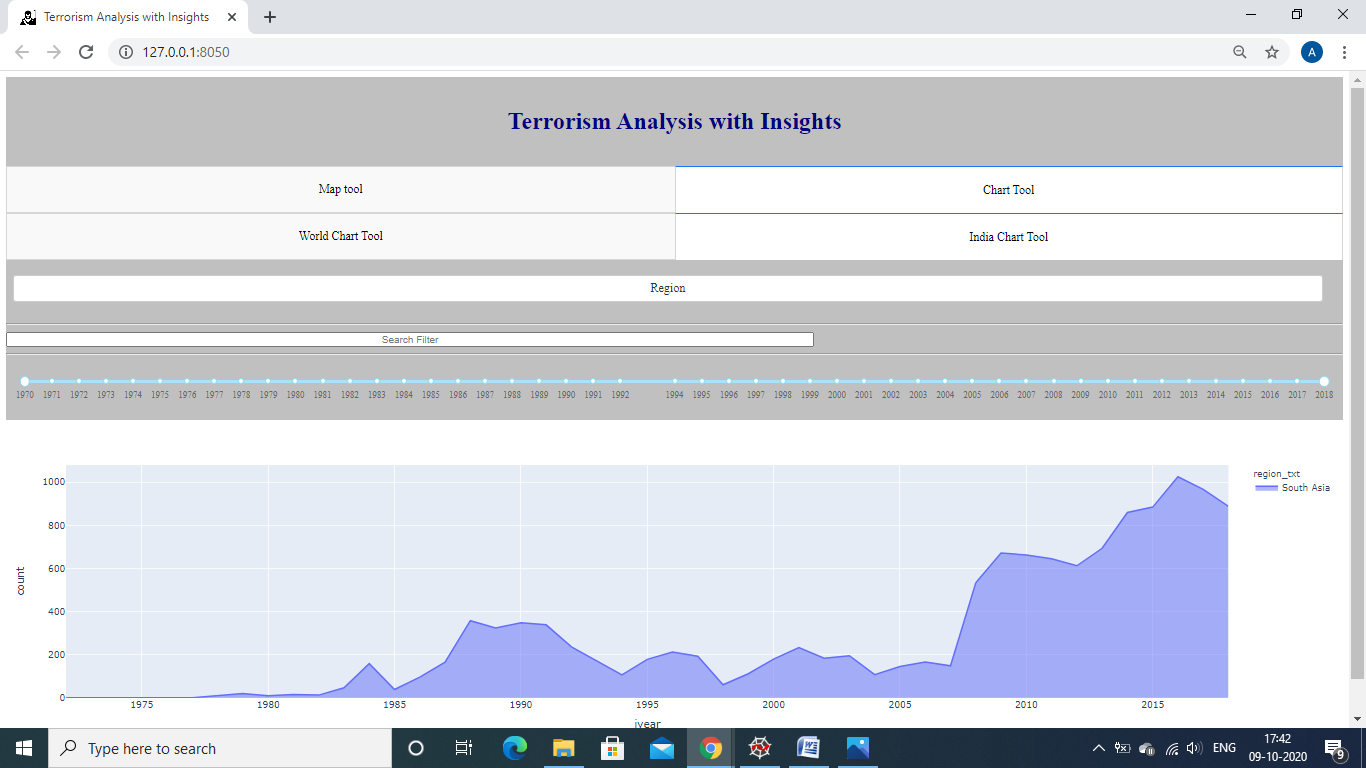 Terrorism Analysis with Insights
127.0.0.1:8050
A
Terrorism Analysis with Insights
Map tool
Chart Tool
World Chart Tool
India Chart Tool
Region
Search Filter
1970 1971 1972 1973 1974 1975 1976 1977 1978 1979 1980 1981 1982 1983 1984 1985 1986 1987 1988 1989 1990 1991 1992 1994 1995 1996 1997 1998 1999 2000 2001 2002 2003 2004 2005 2006 2007 2008 2009 2010 2011 2012 2013 2014 2015 2016 2017 2018
region_txt
South Asia
1000
800
600
400
200
0
count
1975 1980 1985 1990 1995 2000 2005 2010 2015
iyear
Type here to search
ENG
17:42
09-10-2020
9